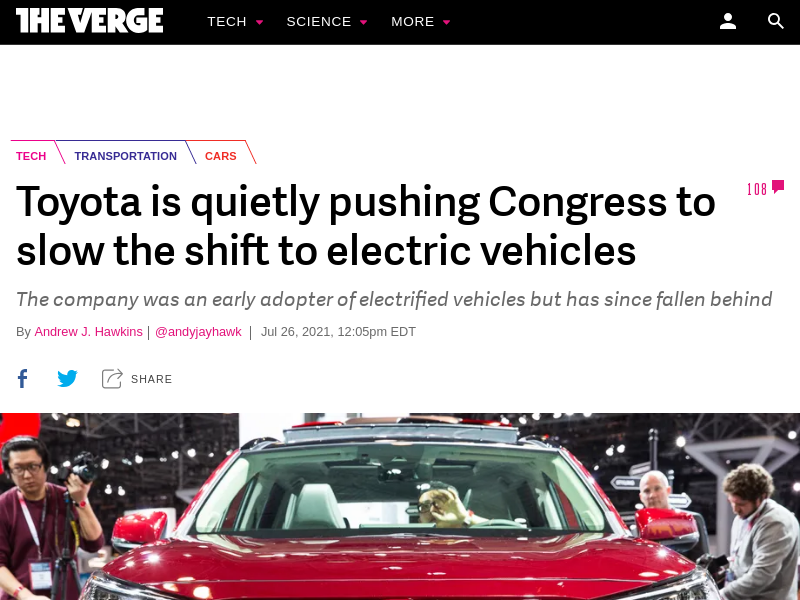 THE VERGE
TECH SCIENCE MORE
TECH TRANSPORTATION CARS
Toyota is quietly pushing Congress to
108
slow the shift to electric vehicles
The company was an early adopter of electrified vehicles but has since fallen behind
By Andrew J. Hawkins | @andyjayhawk | Jul 26, 2021, 12:05pm EDT
SHARE